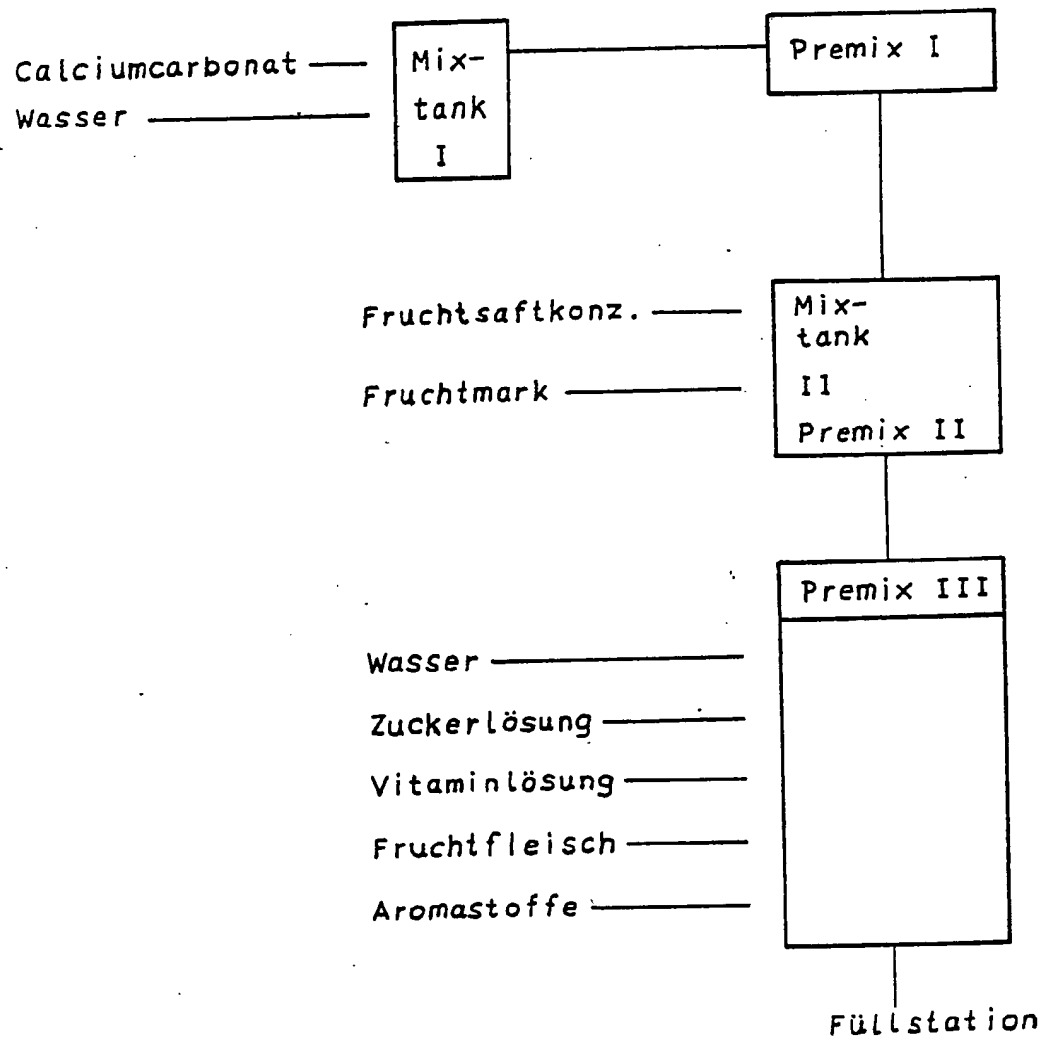 Calciumcarbonat
Wasser
Mix-
tank
I
Premix I
Fruchtsaftkonz.
Fruchtmark
Mix-
tank
II
Premix II
Premix III
Wasser
Zuckerlösung
Vitaminlösung
Fruchtfleisch
Aromastoffe
Füllstation